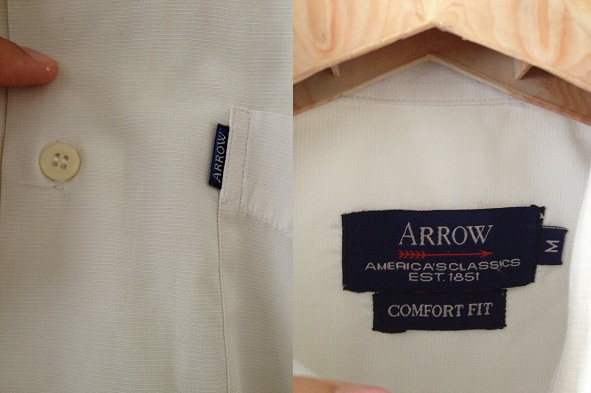 ARROW
ARROW
AMERICA'S CLASSICS
EST. 1851
M
COMFORT FIT